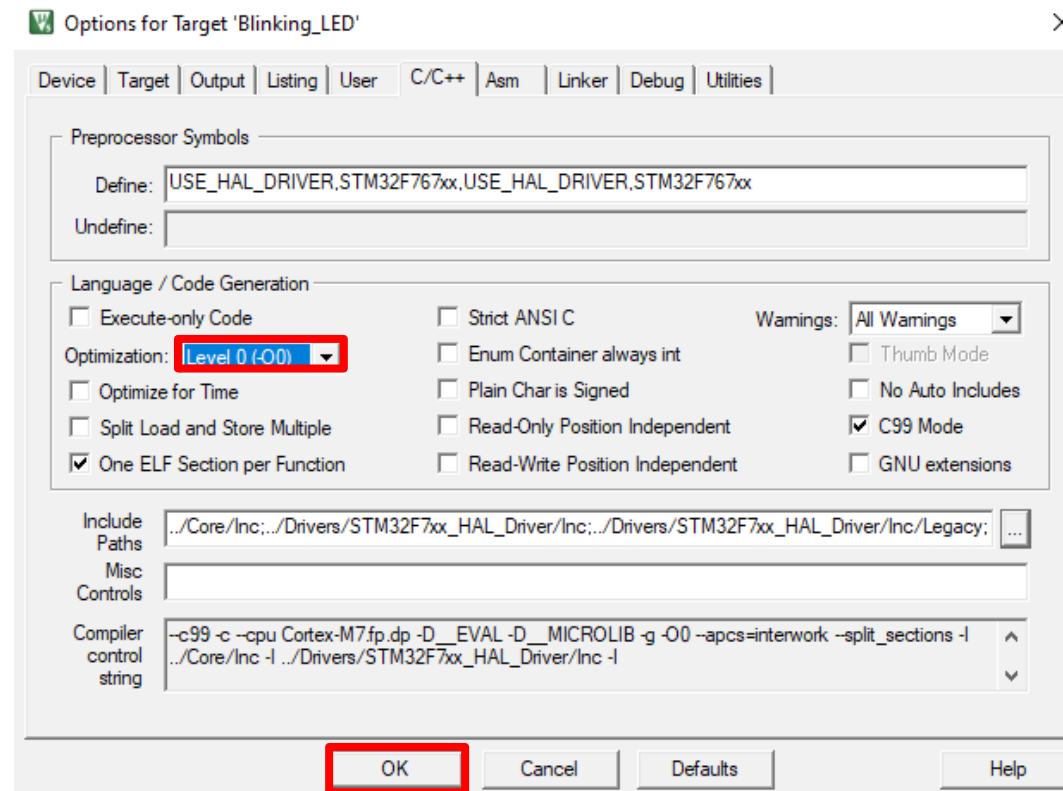 Options for Target 'Blinking_LED'
Device Target Output Listing User C/C++ Asm Linker Debug Utilities
Preprocessor Symbols
Define: USE_HAL_DRIVER,STM32F767xx,USE_HAL_DRIVER,STM32F767xx
Undefine:
Language / Code Generation
Execute-only Code Strict ANSI C Warnings: All Warnings
Optimization: Level 0 (-O0) Enum Container always int Thumb Mode
Optimize for Time Plain Char is Signed No Auto Includes
Split Load and Store Multiple Read-Only Position Independent C99 Mode
One ELF Section per Function Read-Write Position Independent GNU extensions
Include Paths ../Core/Inc;../Drivers/STM32F7xx_HAL_Driver/Inc;../Drivers/STM32F7xx_HAL_Driver/Inc/Legacy; ...
Misc Controls
Compiler control string --c99 -c --cpu Cortex-M7.fp.dp -D__EVAL -D__MICROLIB -g -O0 --apcs=interwork --split_sections -I
../Core/Inc -I ../Drivers/STM32F7xx_HAL_Driver/Inc -I
OK Cancel Defaults Help